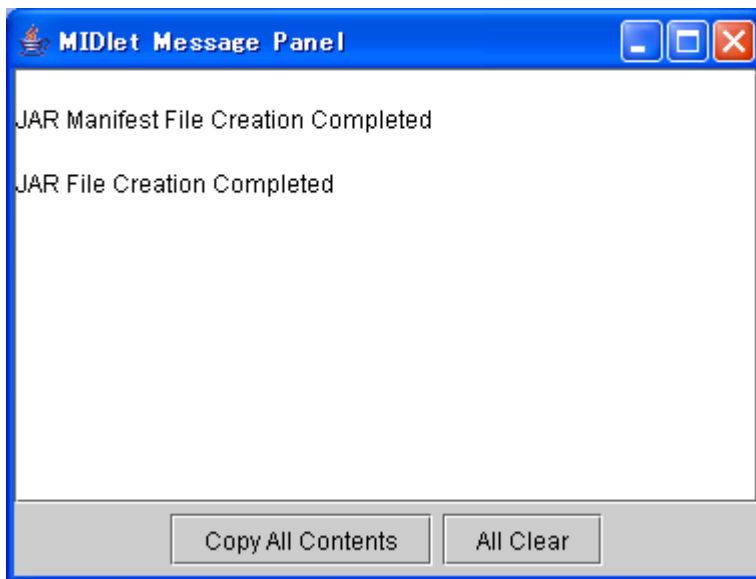 MIDlet Message Panel
JAR Manifest File Creation Completed
JAR File Creation Completed
Copy All Contents
All Clear